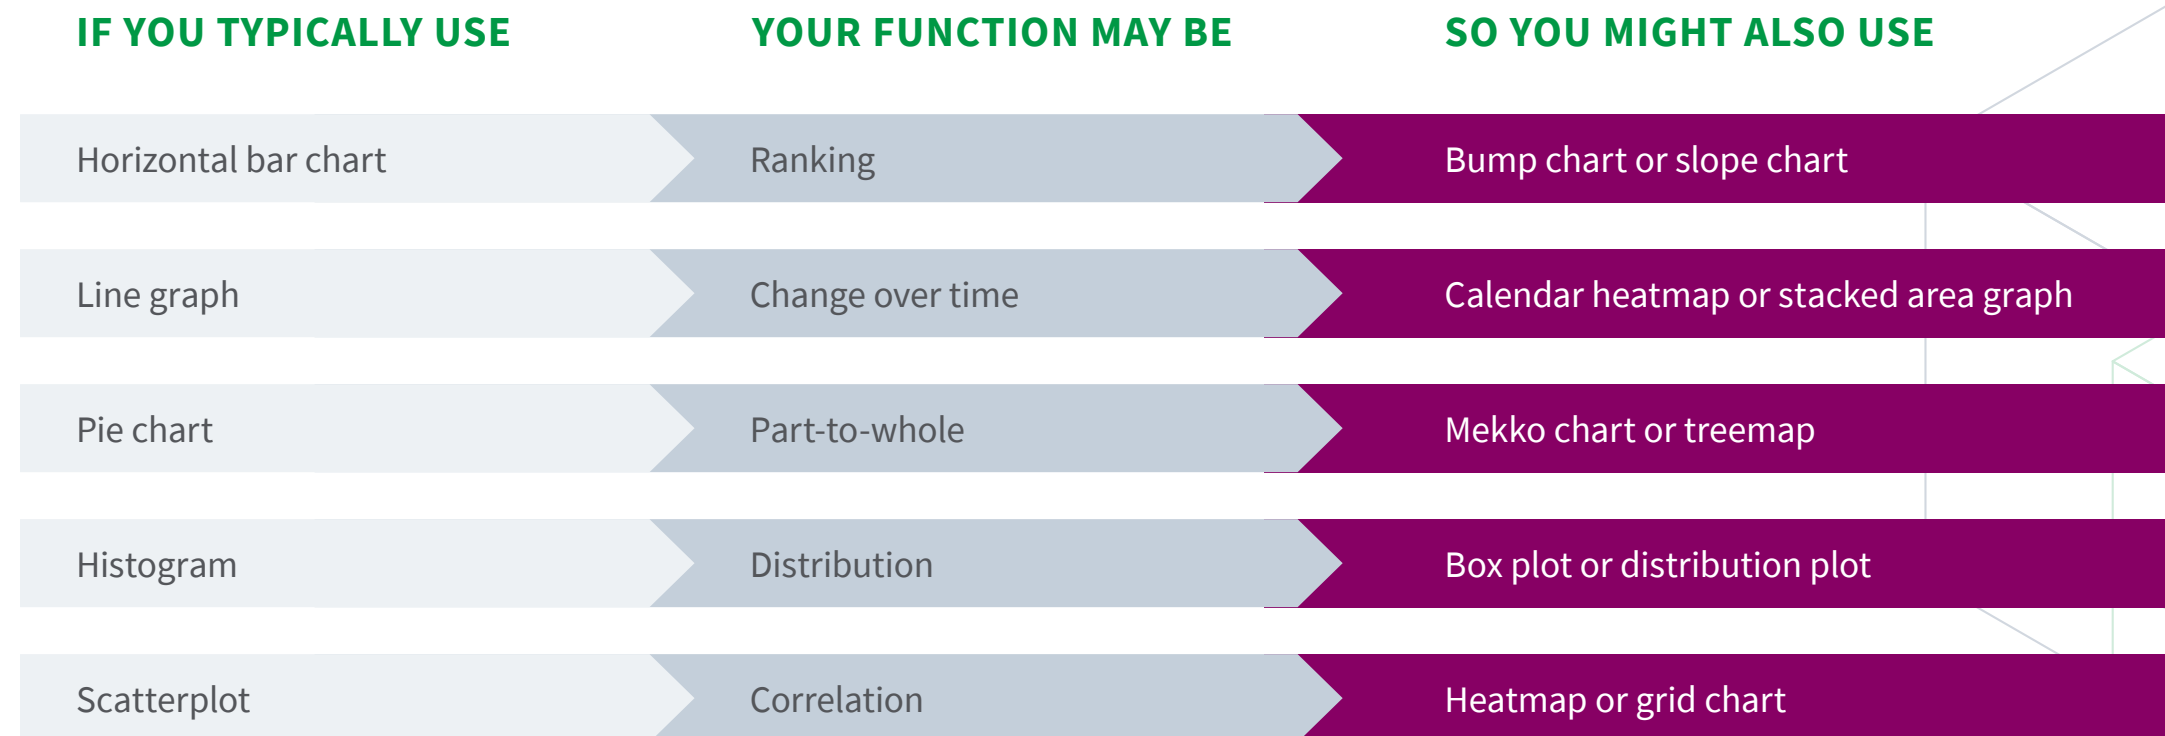 IF YOU TYPICALLY USE YOUR FUNCTION MAY BE SO YOU MIGHT ALSO USE
Horizontal bar chart Ranking Bump chart or slope chart
Line graph Change over time Calendar heatmap or stacked area graph
Pie chart Part-to-whole Mekko chart or treemap
Histogram Distribution Box plot or distribution plot
Scatterplot Correlation Heatmap or grid chart